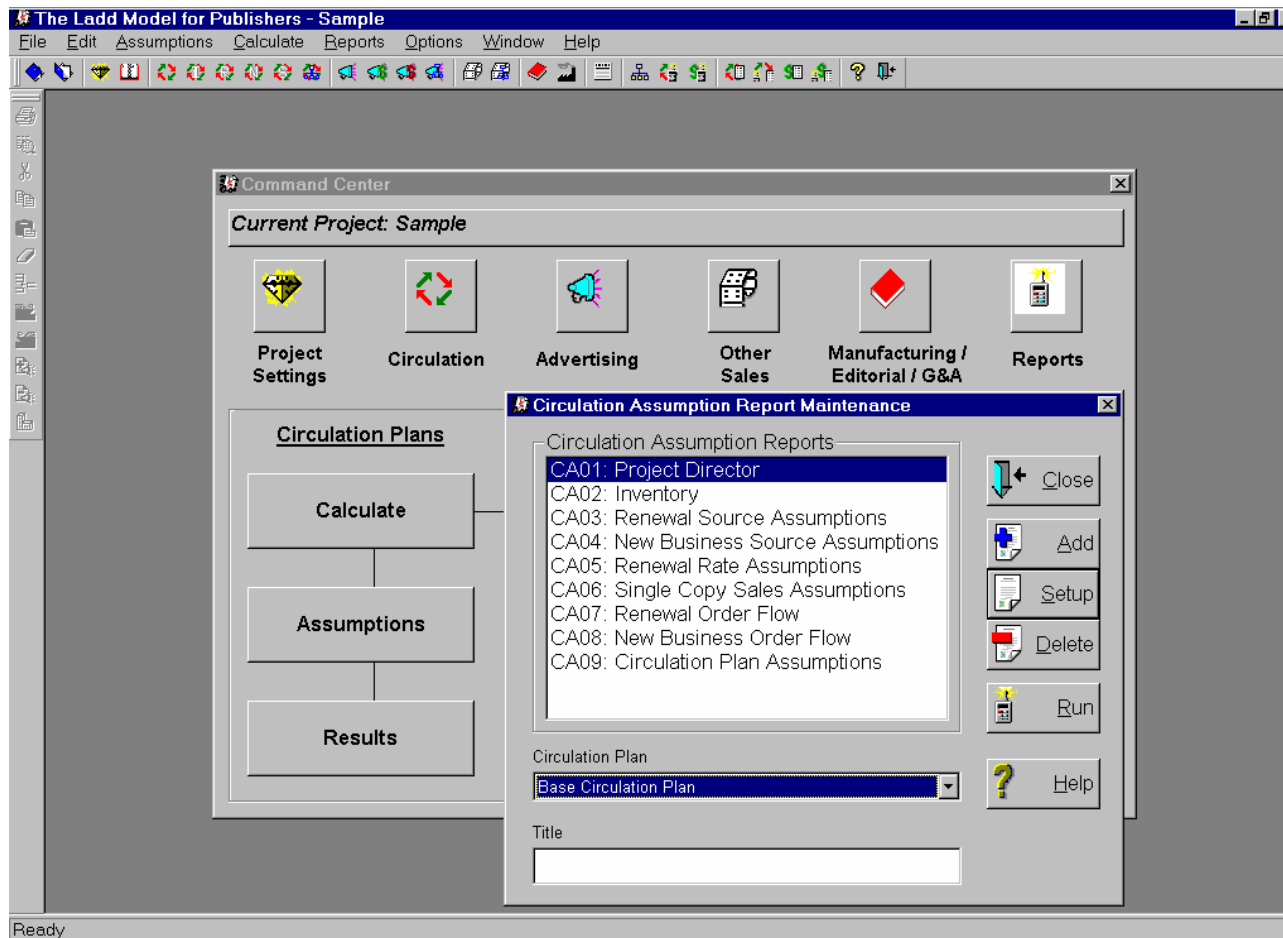 The Ladd Model for Publishers - Sample
File Edit Assumptions Calculate Reports Options Window Help
Command Center
Current Project: Sample
Project Settings
Circulation
Advertising
Other Sales
Manufacturing / Editorial / G&A
Reports
Circulation Plans
Calculate
Assumptions
Results
Circulation Assumption Report Maintenance
Circulation Assumption Reports
CA01: Project Director
CA02: Inventory
CA03: Renewal Source Assumptions
CA04: New Business Source Assumptions
CA05: Renewal Rate Assumptions
CA06: Single Copy Sales Assumptions
CA07: Renewal Order Flow
CA08: New Business Order Flow
CA09: Circulation Plan Assumptions
Close
Add
Setup
Delete
Run
Help
Circulation Plan
Base Circulation Plan
Title
Ready